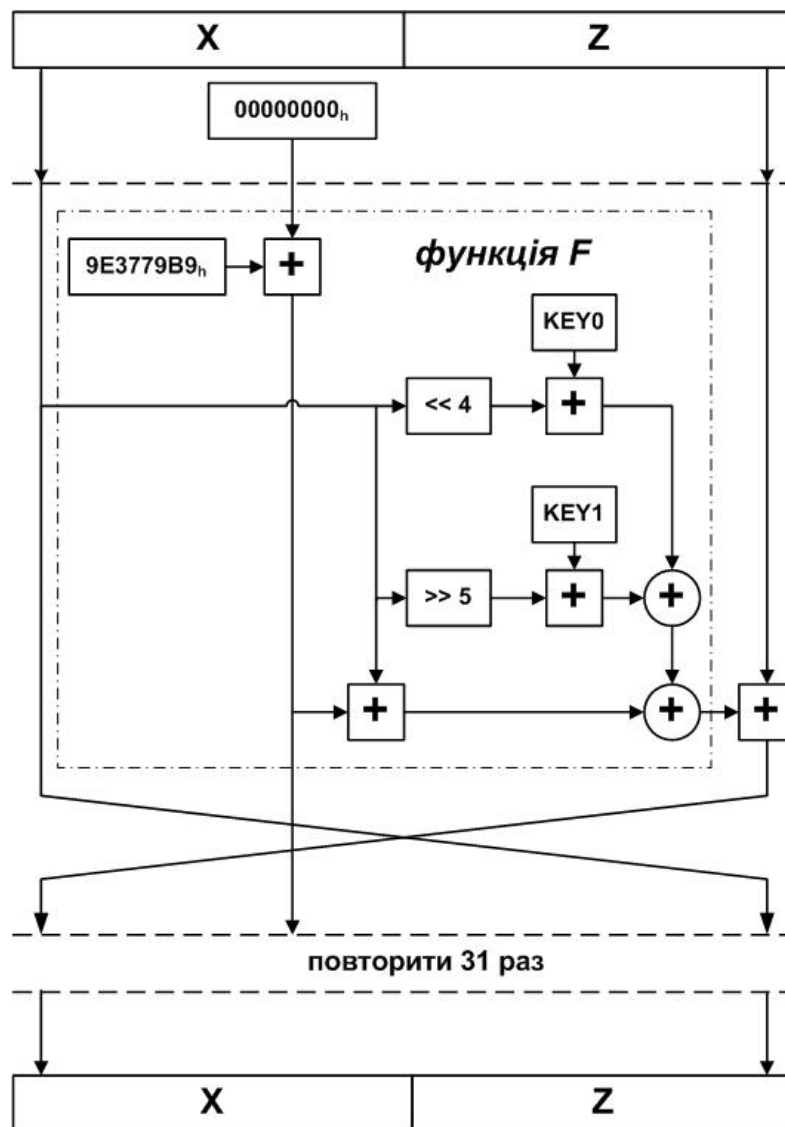 X Z
00000000h
9E3779B9h + функція F
KEY0
<< 4 +
KEY1
>> 5 + +
+ + +
повторити 31 раз
X Z